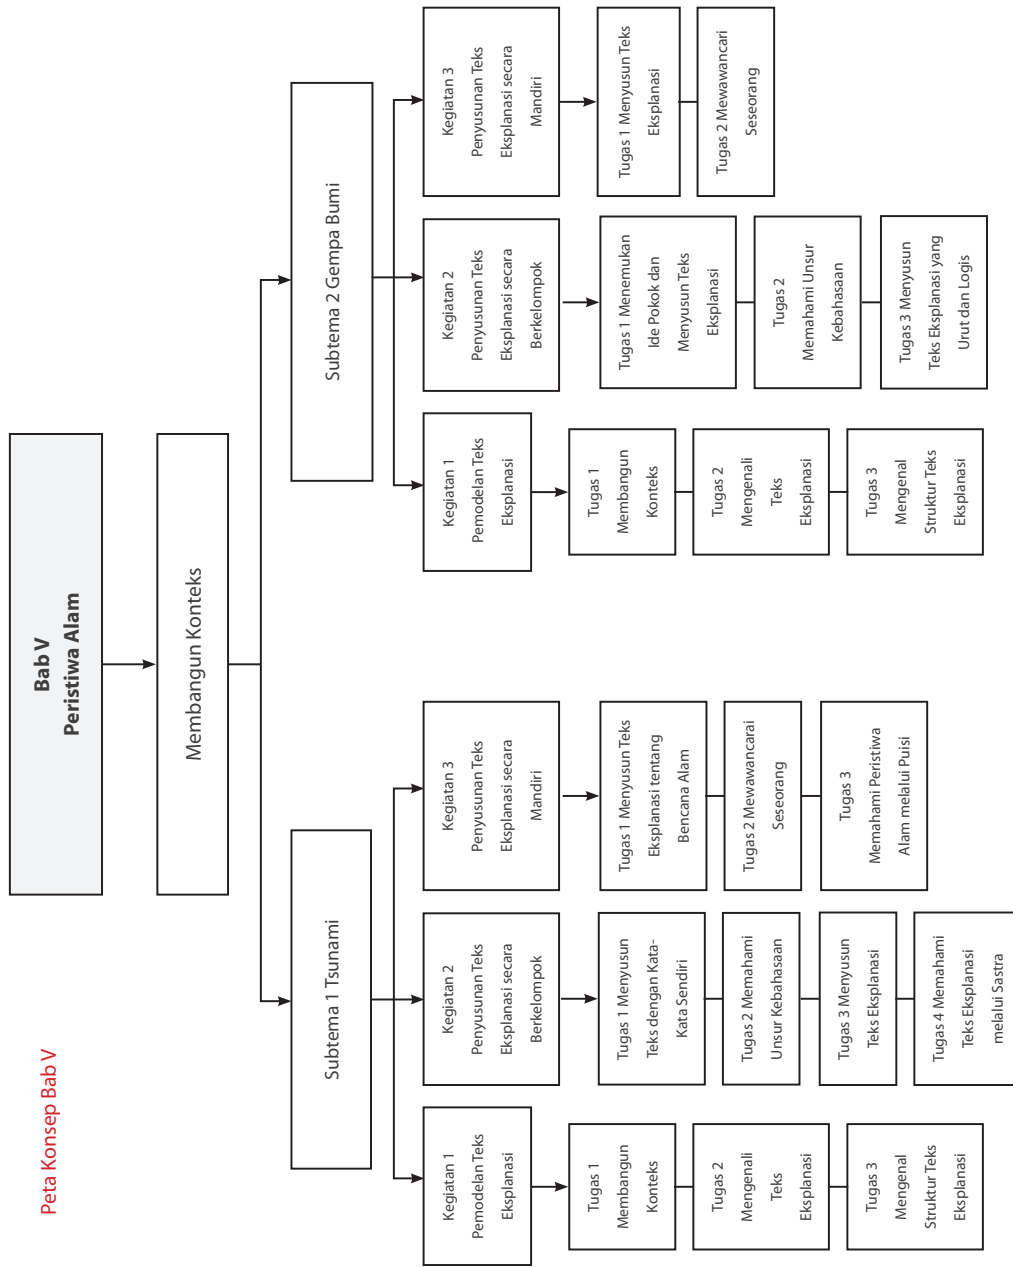 Peta Konsep Bab V
Bab V
Peristiwa Alam
Membangun Konteks
Subtema 1 Tsunami
Kegiatan 1
Pemodelan Teks
Eksplanasi
Tugas 1
Membangun
Konteks
Tugas 2
Mengenali
Teks
Eksplanasi
Tugas 3
Mengenal
Struktur Teks
Eksplanasi
Kegiatan 2
Penyusunan Teks
Eksplanasi secara
Berkelompok
Tugas 1 Menyusun
Teks dengan Kata-
Kata Sendiri
Tugas 2 Memahami
Unsur Kebahasaan
Tugas 3 Menyusun
Teks Eksplanasi
Tugas 4 Memahami
Teks Eksplanasi
melalui Sastra
Kegiatan 3
Penyusunan Teks
Eksplanasi secara
Mandiri
Tugas 1 Menyusun Teks
Eksplanasi tentang
Bencana Alam
Tugas 2 Mewawancarai
Seseorang
Tugas 3
Memahami Peristiwa
Alam melalui Puisi
Subtema 2 Gempa Bumi
Kegiatan 1
Pemodelan Teks
Eksplanasi
Tugas 1
Membangun
Konteks
Tugas 2
Mengenali
Teks
Eksplanasi
Tugas 3
Mengenal
Struktur Teks
Eksplanasi
Kegiatan 2
Penyusunan Teks
Eksplanasi secara
Berkelompok
Tugas 1 Menemukan
Ide Pokok dan
Menyusun Teks
Eksplanasi
Tugas 2
Memahami Unsur
Kebahasaan
Tugas 3 Menyusun
Teks Eksplanasi yang
Urut dan Logis
Kegiatan 3
Penyusunan Teks
Eksplanasi secara
Mandiri
Tugas 1 Menyusun Teks
Eksplanasi
Tugas 2 Mewawancari
Seseorang